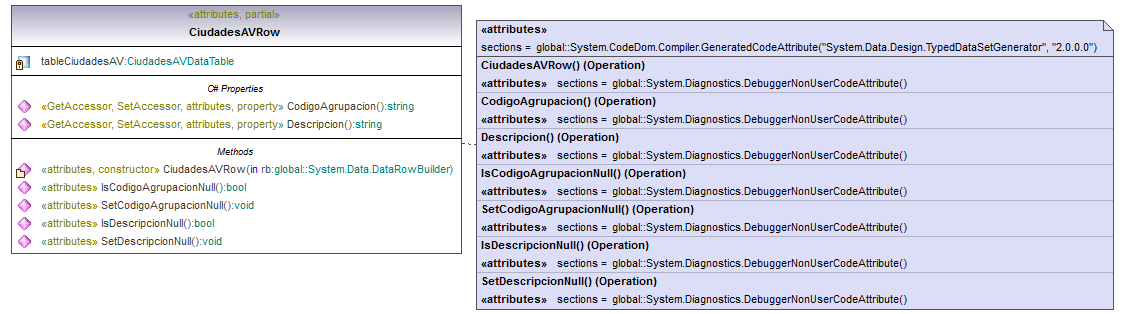 «attributes, partial»
CiudadesAVRow
tableCiudadesAV:CiudadesAVDataTable
C# Properties
«GetAccessor, SetAccessor, attributes, property» CodigoAgrupacion():string
«GetAccessor, SetAccessor, attributes, property» Descripcion():string
Methods
«attributes, constructor» CiudadesAVRow(in rb:global::System.Data.DataRowBuilder)
«attributes» IsCodigoAgrupacionNull():bool
«attributes» SetCodigoAgrupacionNull():void
«attributes» IsDescripcionNull():bool
«attributes» SetDescripcionNull():void
«attributes»
sections = global::System.CodeDom.Compiler.GeneratedCodeAttribute("System.Data.Design.TypedDataSetGenerator", "2.0.0.0")
CiudadesAVRow() (Operation)
«attributes» sections = global::System.Diagnostics.DebuggerNonUserCodeAttribute()
CodigoAgrupacion() (Operation)
«attributes» sections = global::System.Diagnostics.DebuggerNonUserCodeAttribute()
Descripcion() (Operation)
«attributes» sections = global::System.Diagnostics.DebuggerNonUserCodeAttribute()
IsCodigoAgrupacionNull() (Operation)
«attributes» sections = global::System.Diagnostics.DebuggerNonUserCodeAttribute()
SetCodigoAgrupacionNull() (Operation)
«attributes» sections = global::System.Diagnostics.DebuggerNonUserCodeAttribute()
IsDescripcionNull() (Operation)
«attributes» sections = global::System.Diagnostics.DebuggerNonUserCodeAttribute()
SetDescripcionNull() (Operation)
«attributes» sections = global::System.Diagnostics.DebuggerNonUserCodeAttribute()